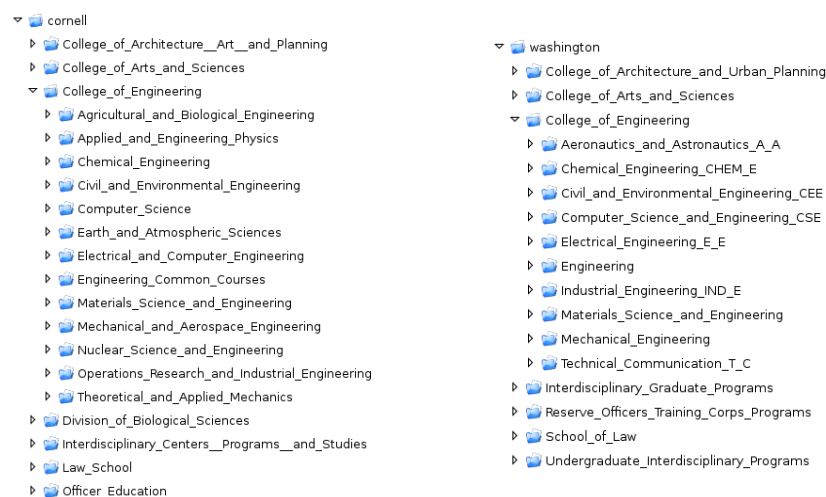 cornell
College_of_Architecture__Art__and_Planning
College_of_Arts_and_Sciences
College_of_Engineering
Agricultural_and_Biological_Engineering
Applied_and_Engineering_Physics
Chemical_Engineering
Civil_and_Environmental_Engineering
Computer_Science
Earth_and_Atmospheric_Sciences
Electrical_and_Computer_Engineering
Engineering_Common_Courses
Materials_Science_and_Engineering
Mechanical_and_Aerospace_Engineering
Nuclear_Science_and_Engineering
Operations_Research_and_Industrial_Engineering
Theoretical_and_Applied_Mechanics
Division_of_Biological_Sciences
Interdisciplinary_Centers__Programs__and_Studies
Law_School
Officer_Education
washington
College_of_Architecture_and_Urban_Planning
College_of_Arts_and_Sciences
College_of_Engineering
Aeronautics_and_Astronautics_A_A
Chemical_Engineering_CHEM_E
Civil_and_Environmental_Engineering_CEE
Computer_Science_and_Engineering_CSE
Electrical_Engineering_E_E
Engineering
Industrial_Engineering_IND_E
Materials_Science_and_Engineering
Mechanical_Engineering
Technical_Communication_T_C
Interdisciplinary_Graduate_Programs
Reserve_Officers_Training_Corps_Programs
School_of_Law
Undergraduate_Interdisciplinary_Programs